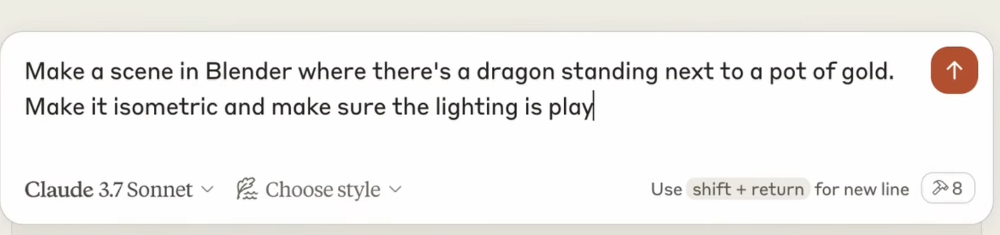 Make a scene in Blender where there's a dragon standing next to a pot of gold.
Make it isometric and make sure the lighting is play
Claude 3.7 Sonnet Choose style Use shift + return for new line 8